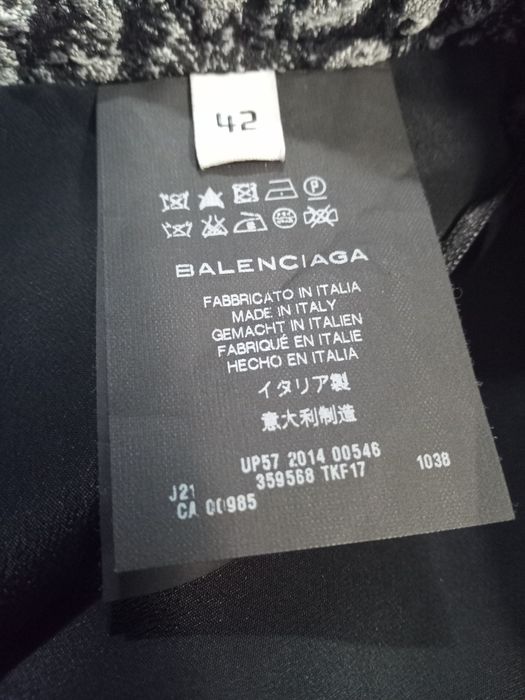 42
BALENCIAGA
FABBRICATO IN ITALIA
MADE IN ITALY
GEMACHT IN ITALIEN
FABRIQUÉ EN ITALIE
HECHO EN ITALIA
イタリア製
意大利制造
UP57 2014 00546
J21 359568 TKF17 1038
CA 00985